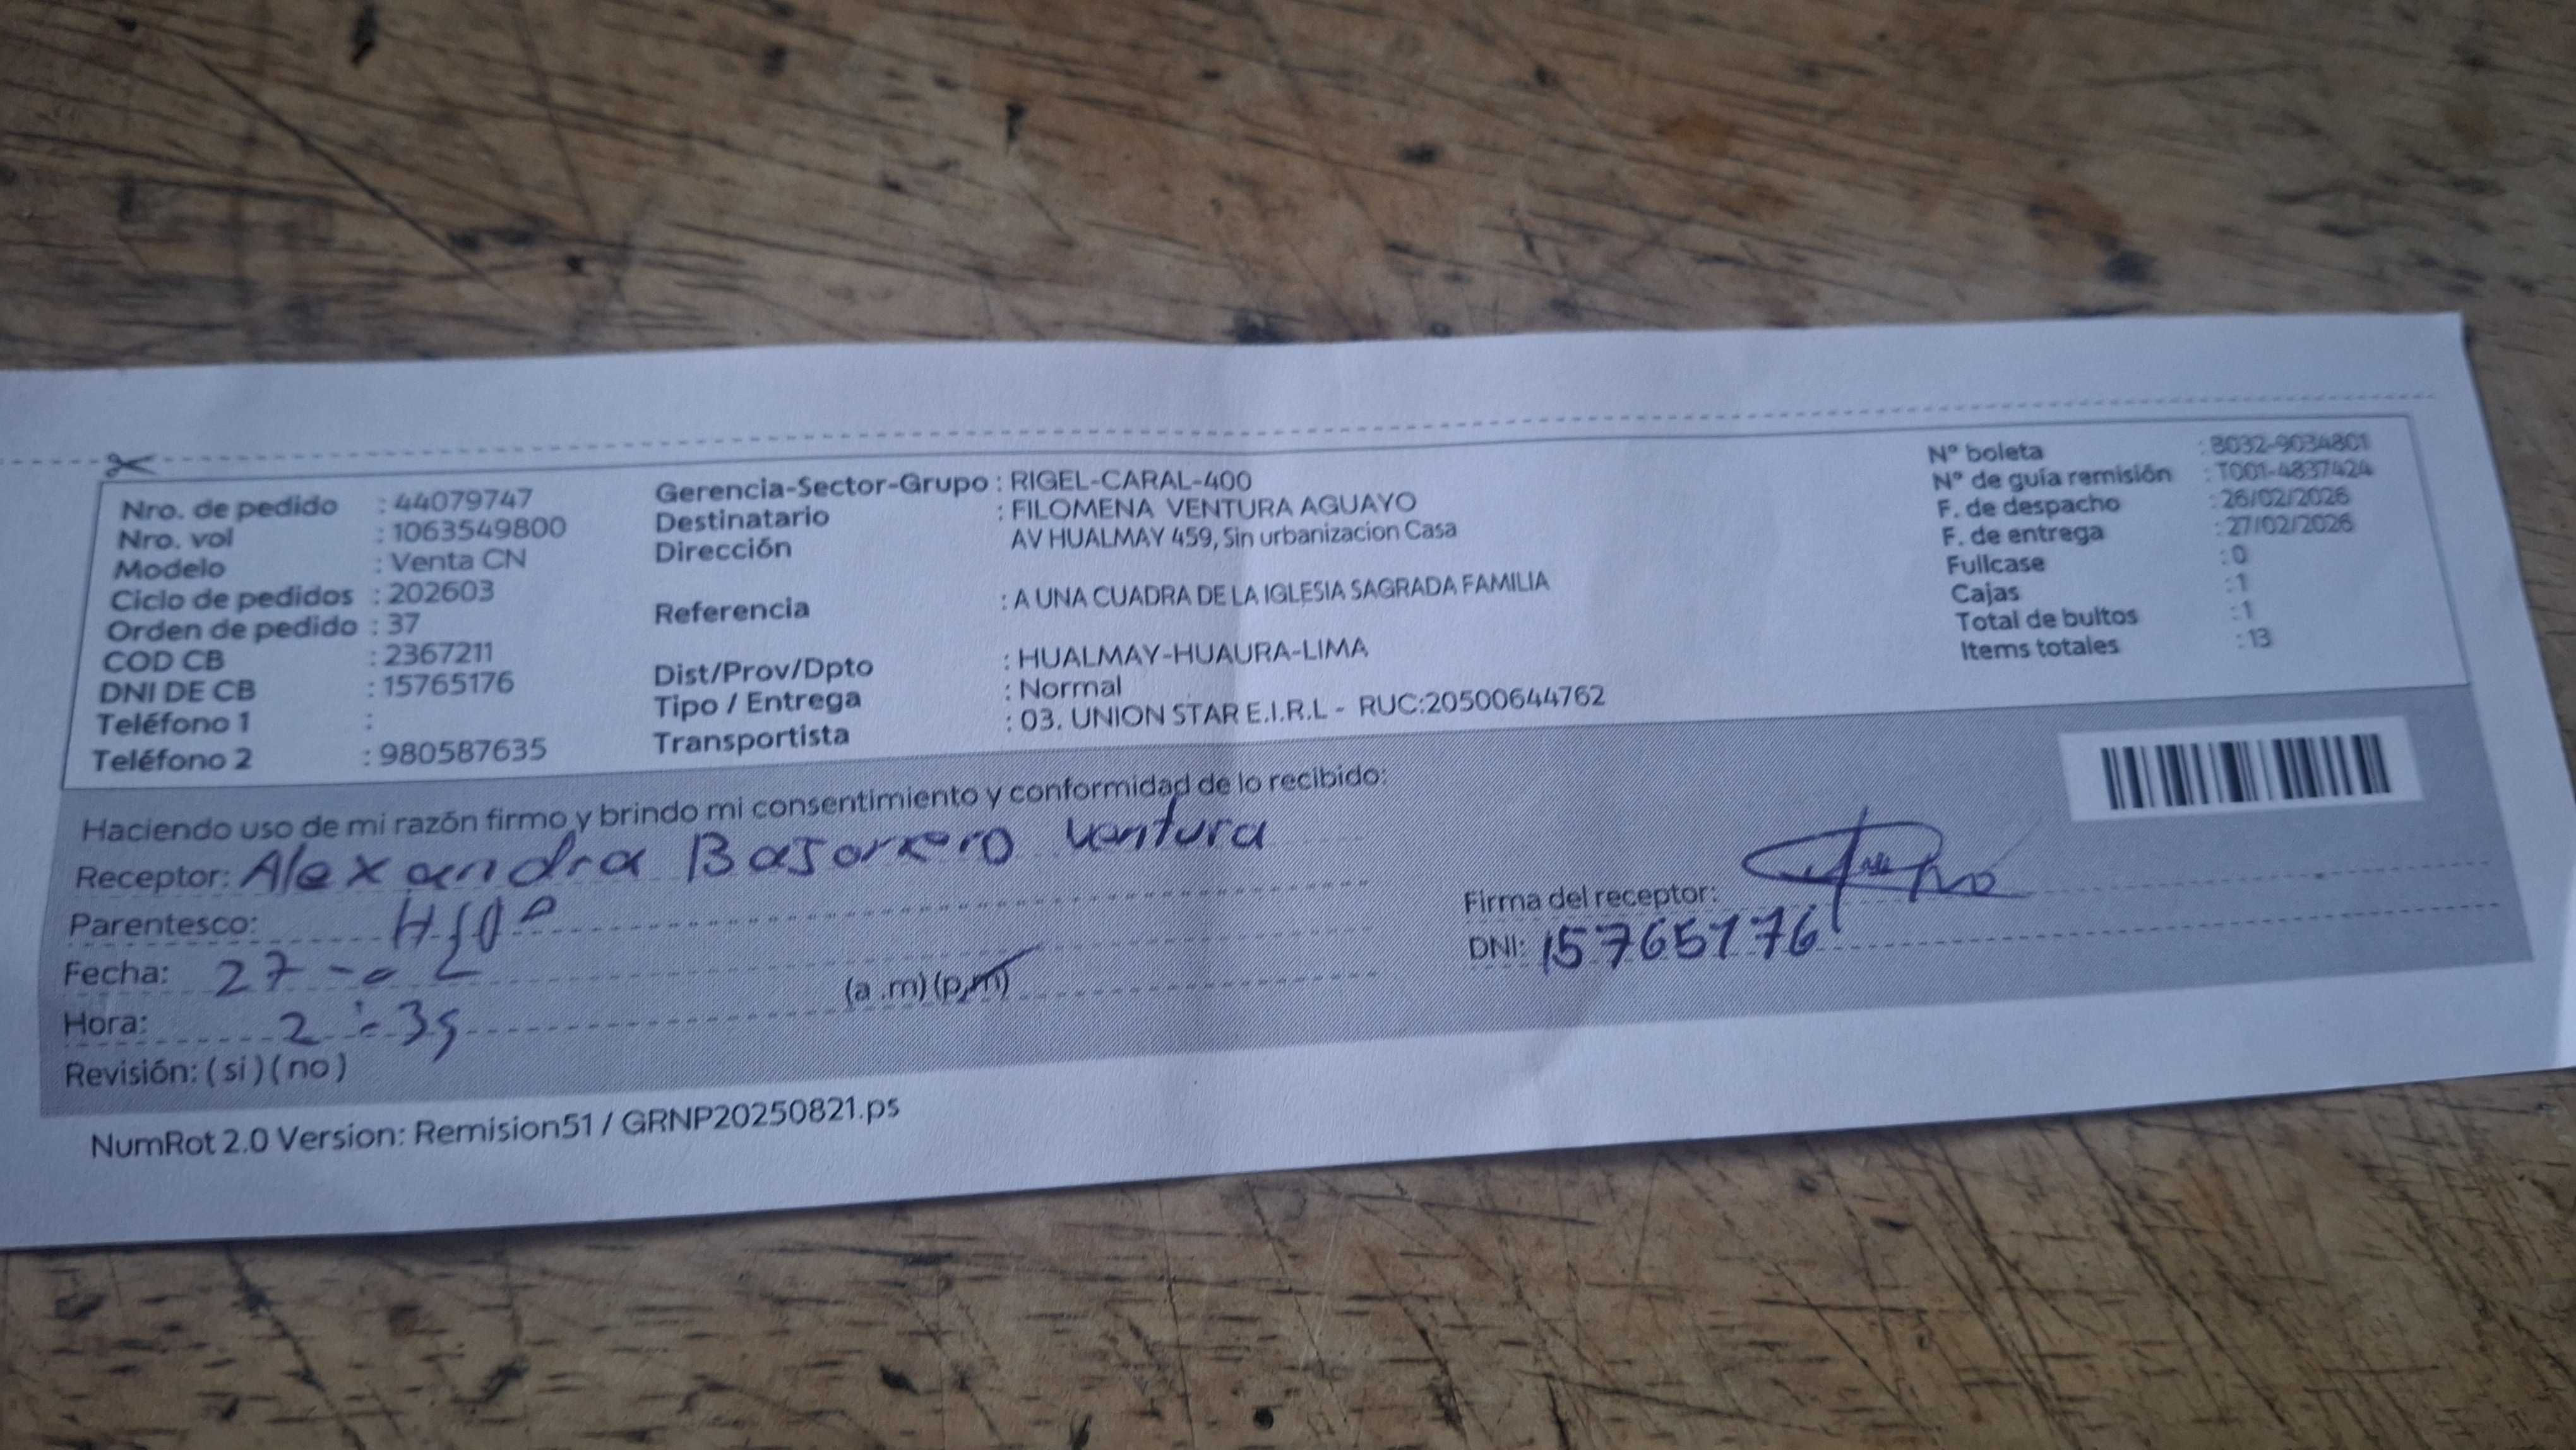 Nro. de pedido : 44079747
Nro. vol : 1063549800
Modelo : Venta CN
Ciclo de pedidos : 202603
Orden de pedido : 37
COD CB : 2367211
DNI DE CB : 15765176
Teléfono 1 :
Teléfono 2 : 980587635
Gerencia-Sector-Grupo : RIGEL-CARAL-400
Destinatario : FILOMENA VENTURA AGUAYO
Dirección AV HUALMAY 459, Sin urbanizacion Casa
Referencia : A UNA CUADRA DE LA IGLESIA SAGRADA FAMILIA
Dist/Prov/Dpto : HUALMAY-HUAURA-LIMA
Tipo / Entrega : Normal
Transportista : 03. UNION STAR E.I.R.L - RUC:20500644762
N° boleta : B032-9034801
N° de guía remisión : T001-4837424
F. de despacho : 26/02/2026
F. de entrega : 27/02/2026
Fullcase : 0
Cajas : 1
Total de bultos : 1
Items totales : 13
Haciendo uso de mi razón firmo y brindo mi consentimiento y conformidad de lo recibido:
Receptor: Alexandra Ventura
Parentesco:
Fecha: 27-02
Hora: 2:35 (a .m) (p.m)
Revisión: ( si ) ( no )
Firma del receptor:
DNI: 15765176
NumRot 2.0 Version: Remision51 / GRNP20250821.ps